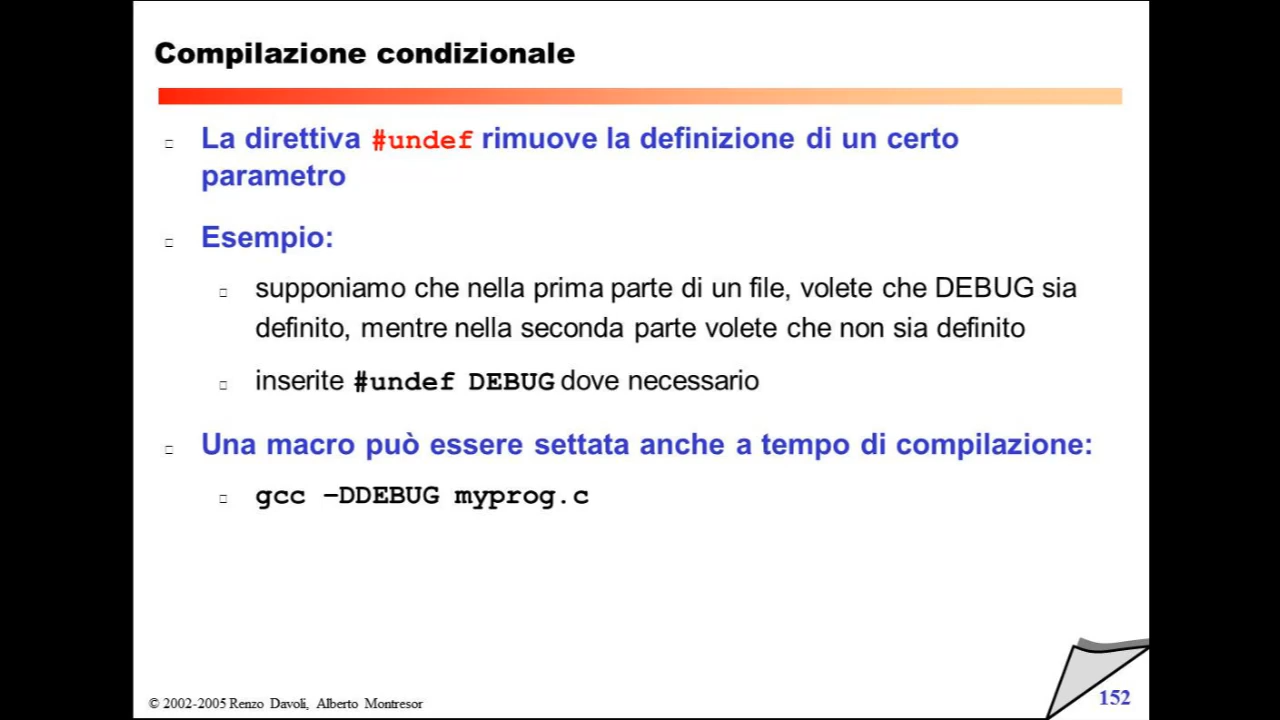 Compilazione condizionale
La direttiva #undef rimuove la definizione di un certo
parametro
Esempio:
supponiamo che nella prima parte di un file, volete che DEBUG sia
definito, mentre nella seconda parte volete che non sia definito
inserite #undef DEBUG dove necessario
Una macro può essere settata anche a tempo di compilazione:
gcc –DDEBUG myprog.c
© 2002-2005 Renzo Davoli, Alberto Montresor
152